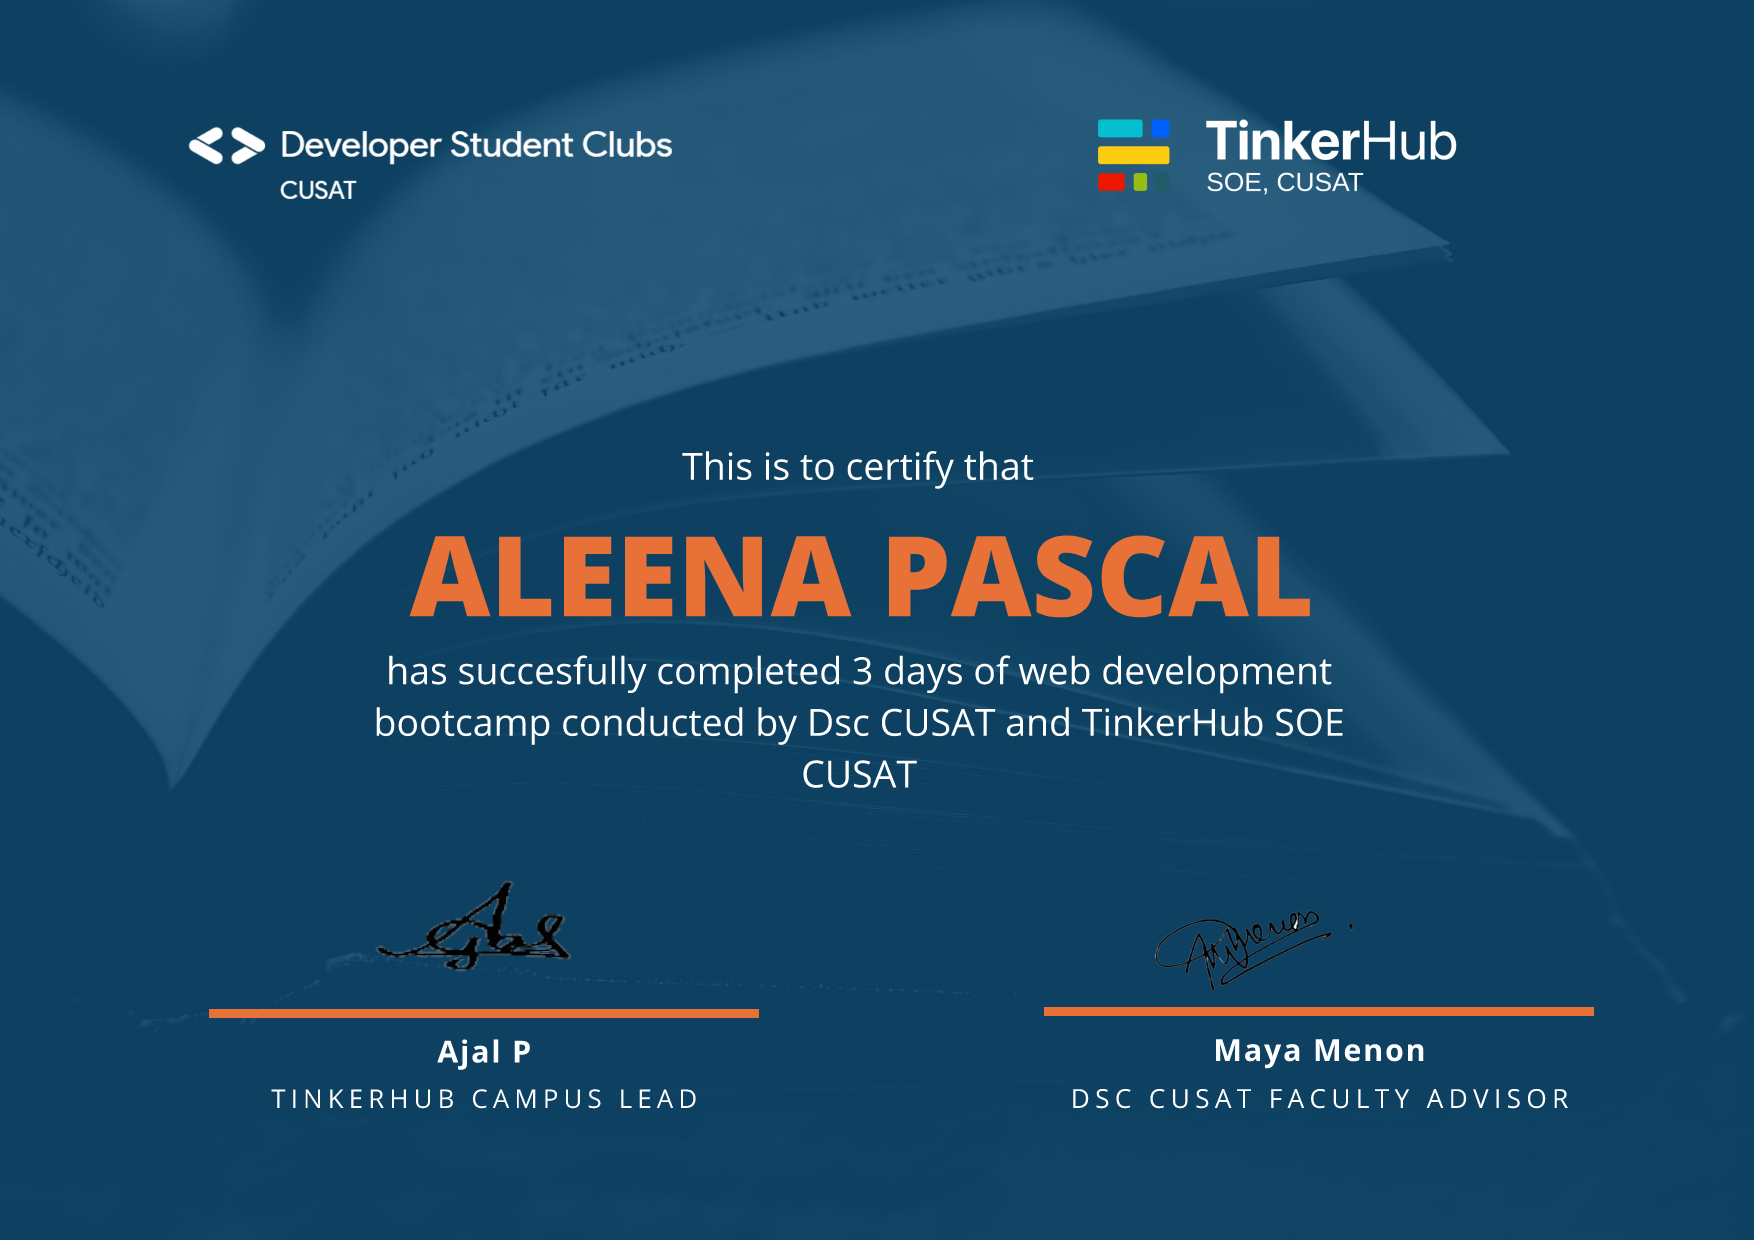 Developer Student Clubs
CUSAT
TinkerHub
SOE, CUSAT
This is to certify that
ALEENA PASCAL
has succesfully completed 3 days of web development
bootcamp conducted by Dsc CUSAT and TinkerHub SOE
CUSAT
Ajal P
TINKERHUB CAMPUS LEAD
Maya Menon
DSC CUSAT FACULTY ADVISOR